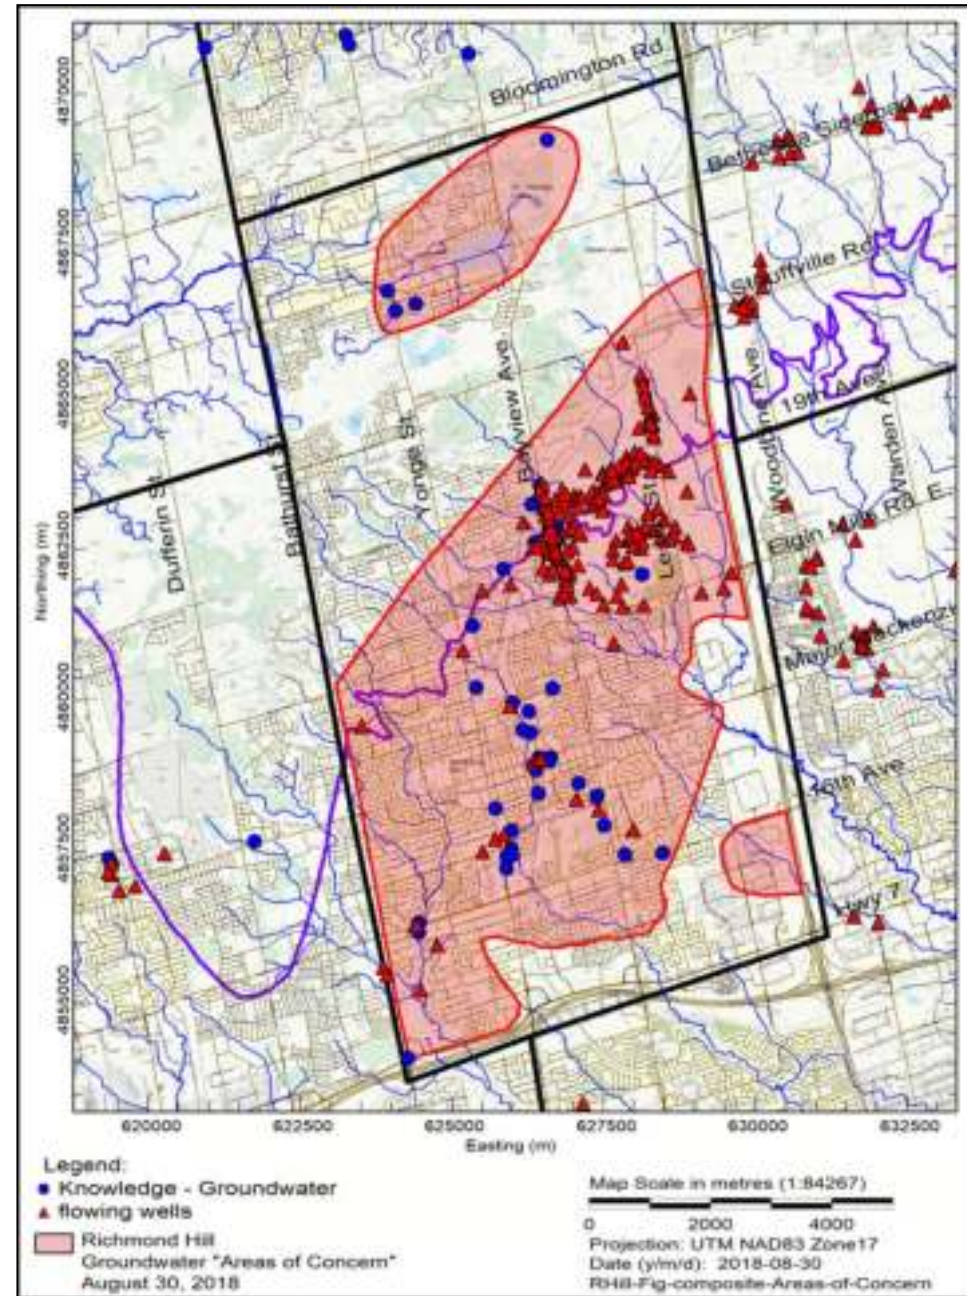 Bloomington Rd
Bethesda Sideroad
Stouffville Rd
19th Ave
Woodbine Ave.
Warden
Elgin Mills Rd. E.
Major Mackenzie
16th Ave
Hwy 7
Dufferin St.
Bathurst St
Yonge St.
Bayview Ave.
Northing (m)
4870000
4867500
4865000
4862500
4860000
4857500
4855000
620000
622500
625000
627500
630000
632500
Easting (m)
Legend:
Knowledge - Groundwater
flowing wells
Richmond Hill
Groundwater "Areas of Concern"
August 30, 2018
Map Scale in metres (1:84267)
0 2000 4000
Projection: UTM NAD83 Zone17
Date (y/m/d): 2018-08-30
RHill-Fig-composite-Areas-of-Concern